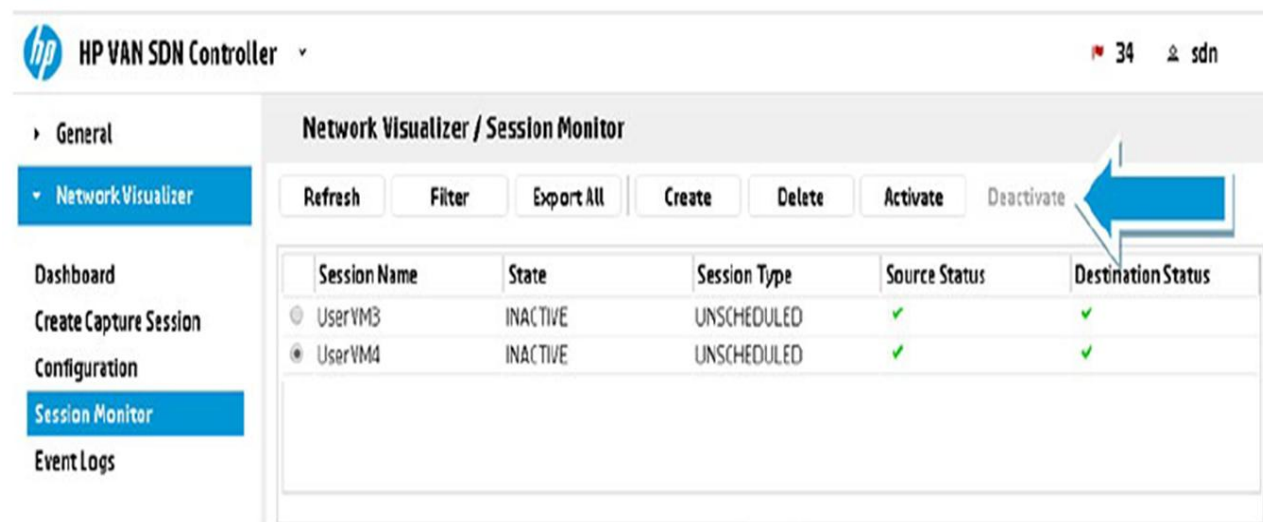 hp HP VAN SDN Controller 34 sdn
General
Network Visualizer / Session Monitor
Network Visualizer
Refresh Filter Export All Create Delete Activate Deactivate
Dashboard
Create Capture Session
Configuration
Session Monitor
Event Logs
Session Name State Session Type Source Status Destination Status
UserVM3 INACTIVE UNSCHEDULED
UserVM4 INACTIVE UNSCHEDULED